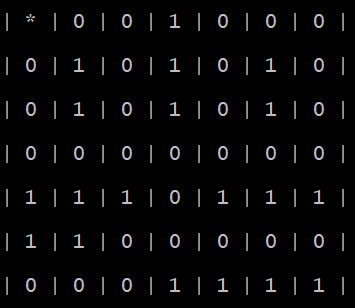 | * | 0 | 0 | 1 | 0 | 0 | 0 |
| 0 | 1 | 0 | 1 | 0 | 1 | 0 |
| 0 | 1 | 0 | 1 | 0 | 1 | 0 |
| 0 | 0 | 0 | 0 | 0 | 0 | 0 |
| 1 | 1 | 1 | 0 | 1 | 1 | 1 |
| 1 | 1 | 0 | 0 | 0 | 0 | 0 |
| 0 | 0 | 0 | 1 | 1 | 1 | 1 |